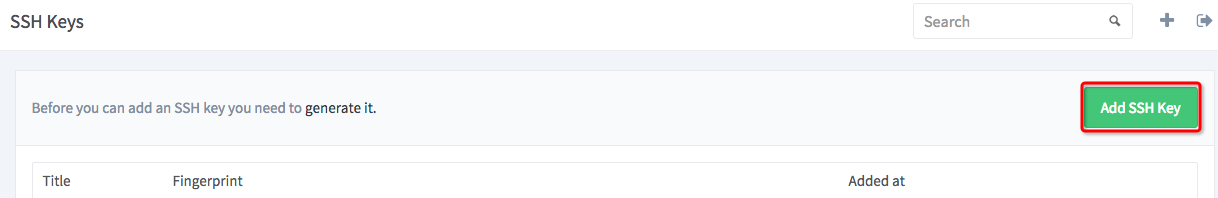 SSH Keys
Search
Before you can add an SSH key you need to generate it.
Add SSH Key
Title Fingerprint Added at